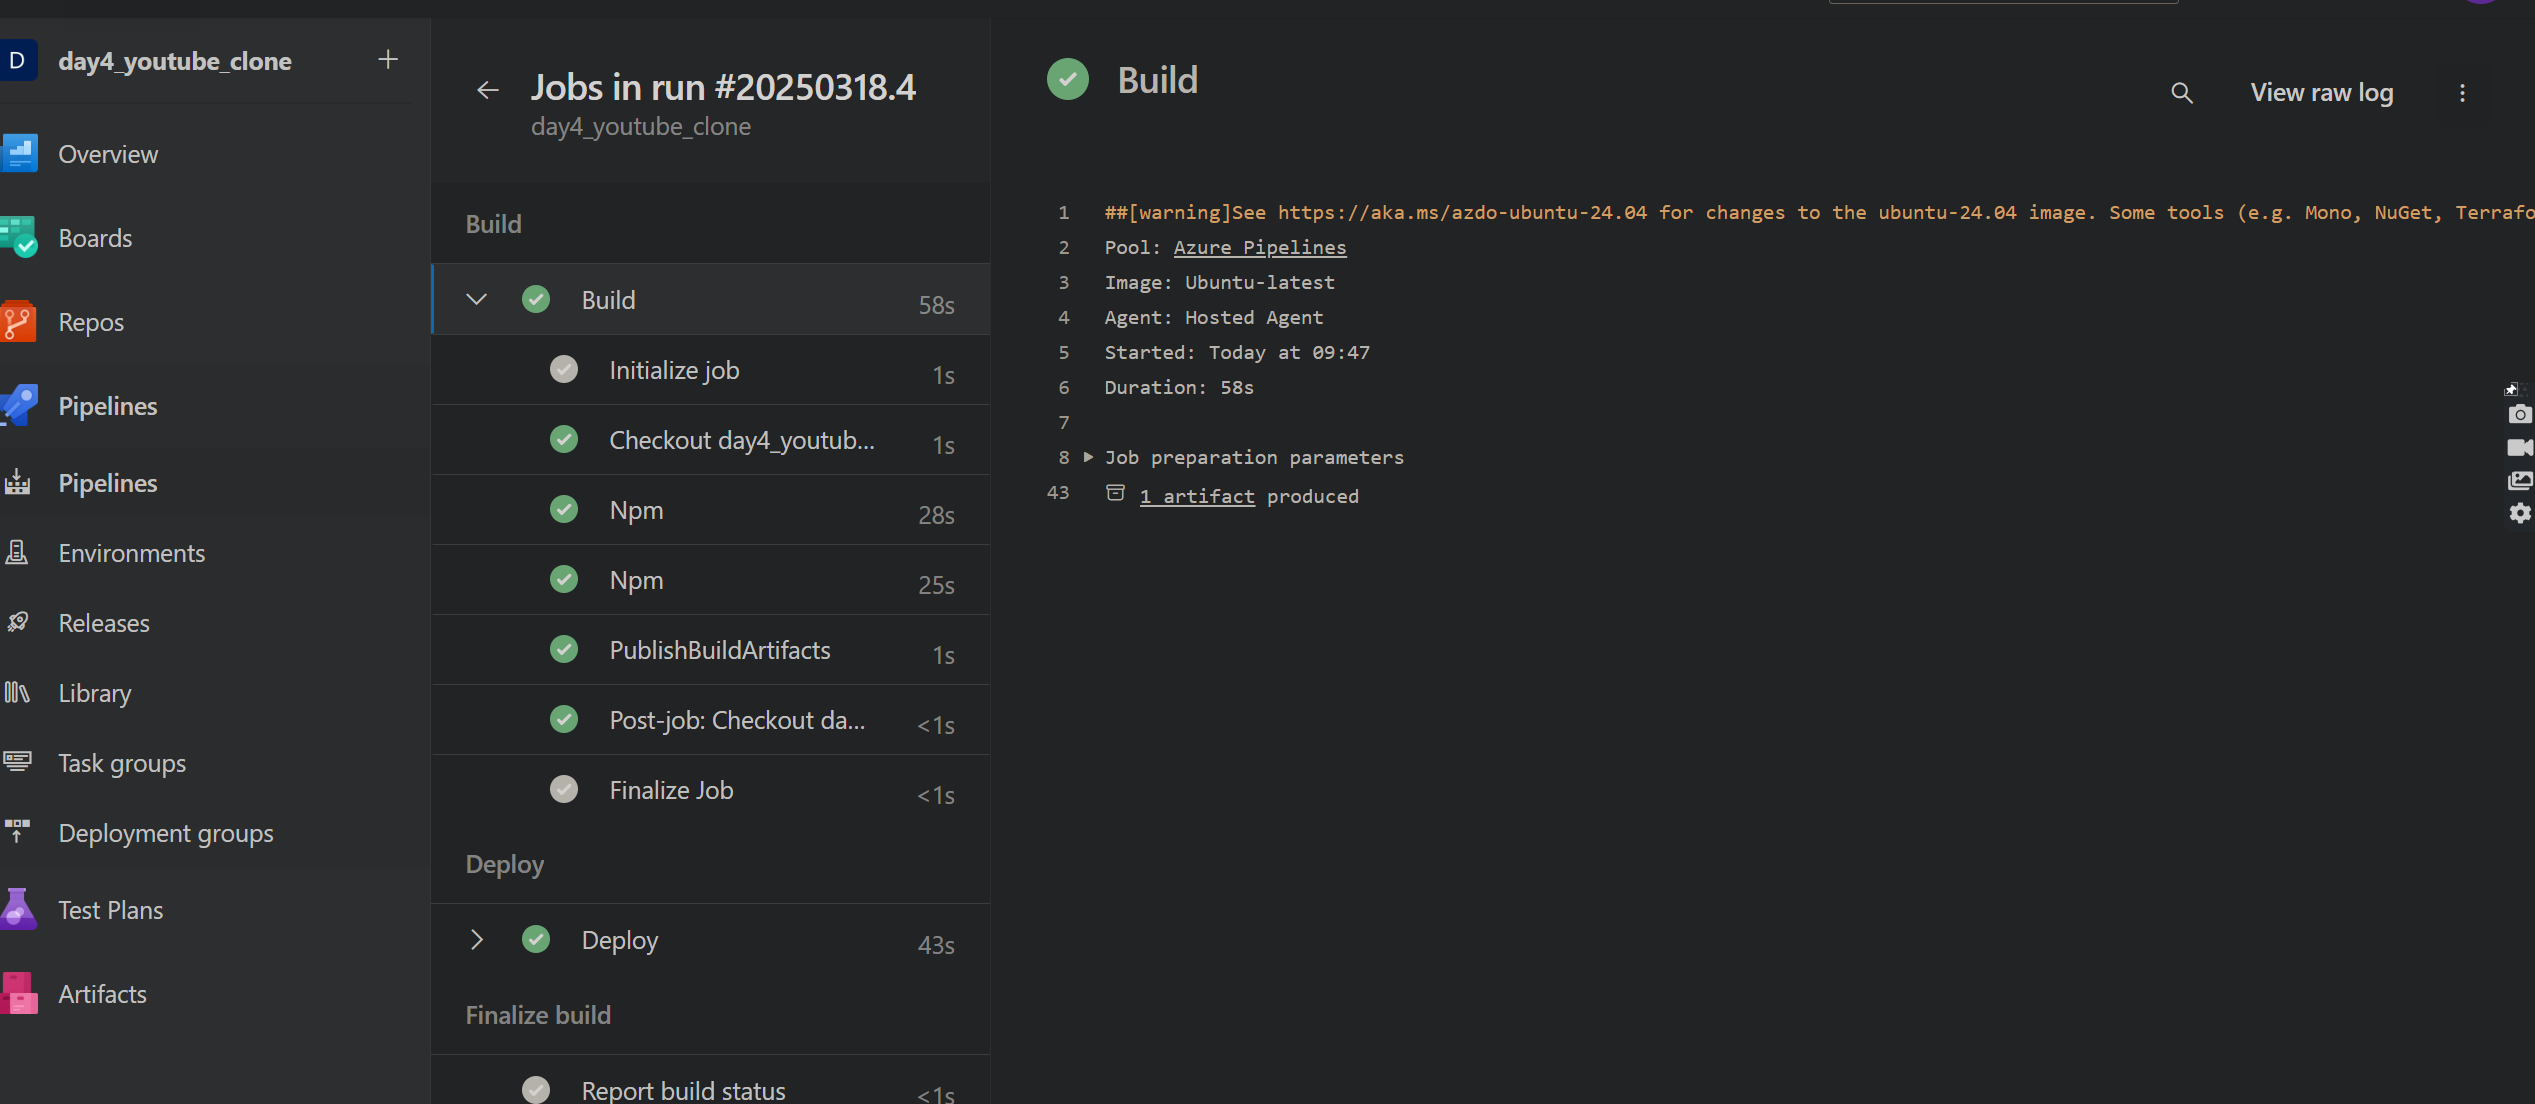 D
day4_youtube_clone
Overview
Boards
Repos
Pipelines
Pipelines
Environments
Releases
Library
Task groups
Deployment groups
Test Plans
Artifacts
Jobs in run #20250318.4
day4_youtube_clone
Build
Build 58s
Initialize job 1s
Checkout day4_youtub... 1s
Npm 28s
Npm 25s
PublishBuildArtifacts 1s
Post-job: Checkout da... <1s
Finalize Job <1s
Deploy
Deploy 43s
Finalize build
Report build status <1s
Build
View raw log
1 ##[warning]See https://aka.ms/azdo-ubuntu-24.04 for changes to the ubuntu-24.04 image. Some tools (e.g. Mono, NuGet, Terrafo
2 Pool: Azure Pipelines
3 Image: Ubuntu-latest
4 Agent: Hosted Agent
5 Started: Today at 09:47
6 Duration: 58s
7
8 Job preparation parameters
43 1 artifact produced